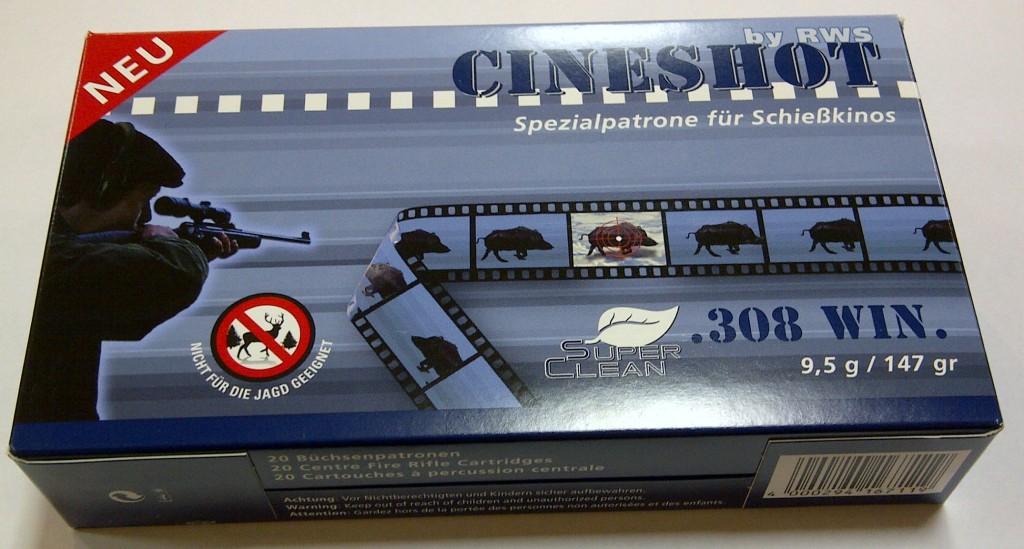 NEU
by RWS
CINESHOT
Spezialpatrone für Schießkinos
NICHT FÜR DIE JAGD GEEIGNET
SUPER
CLEAN
.308 WIN.
9,5 g / 147 gr
20 Büchsenpatronen
20 Centre Fire Rifle Cartridges
20 Cartouches à percussion centrale
Achtung: Vor Nichtberechtigten und Kindern sicher aufbewahren.
Warning: Keep out of reach of children and unauthorized persons.
Attention: Gardez hors de la portée des personnes non autorisées et des enfants.